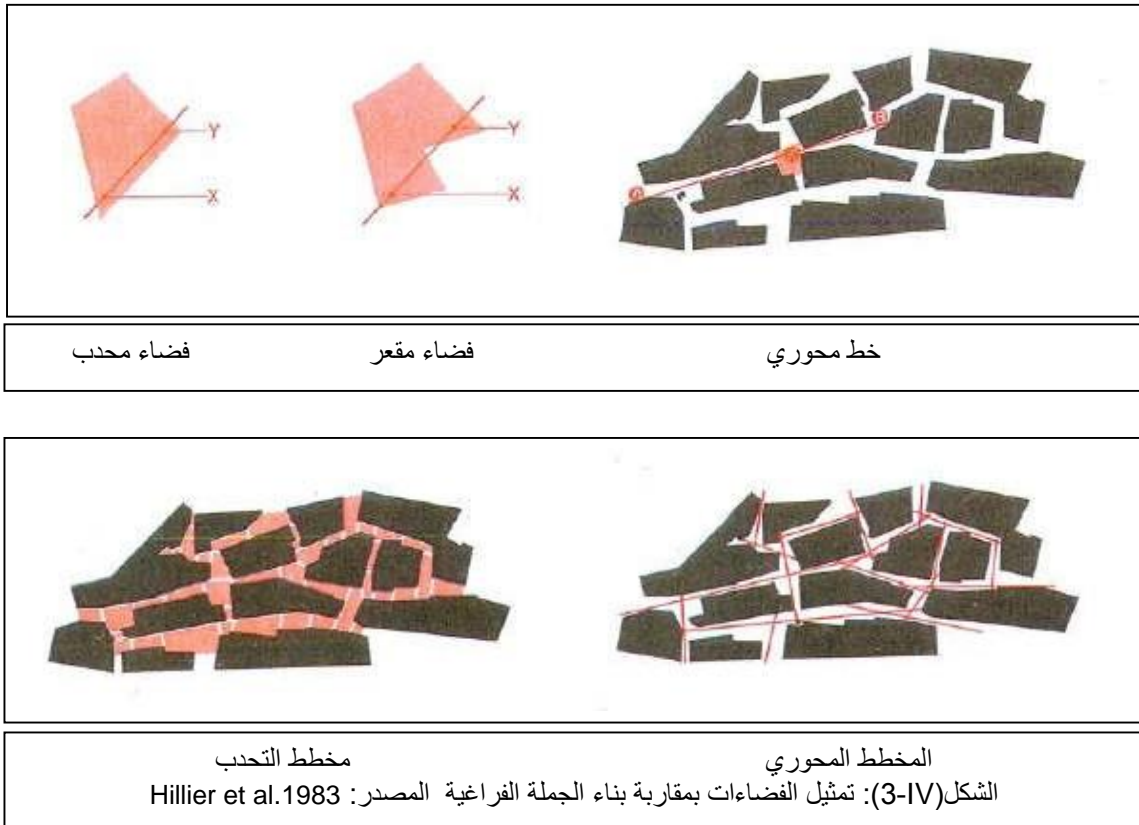 Y
X
Y
X
خط محوري
فضاء مقعر
فضاء محدب
المخطط المحوري
مخطط التحدب
الشكل(3-IV): تمثيل الفضاءات بمقاربة بناء الجملة الفراغية المصدر: Hillier et al.1983